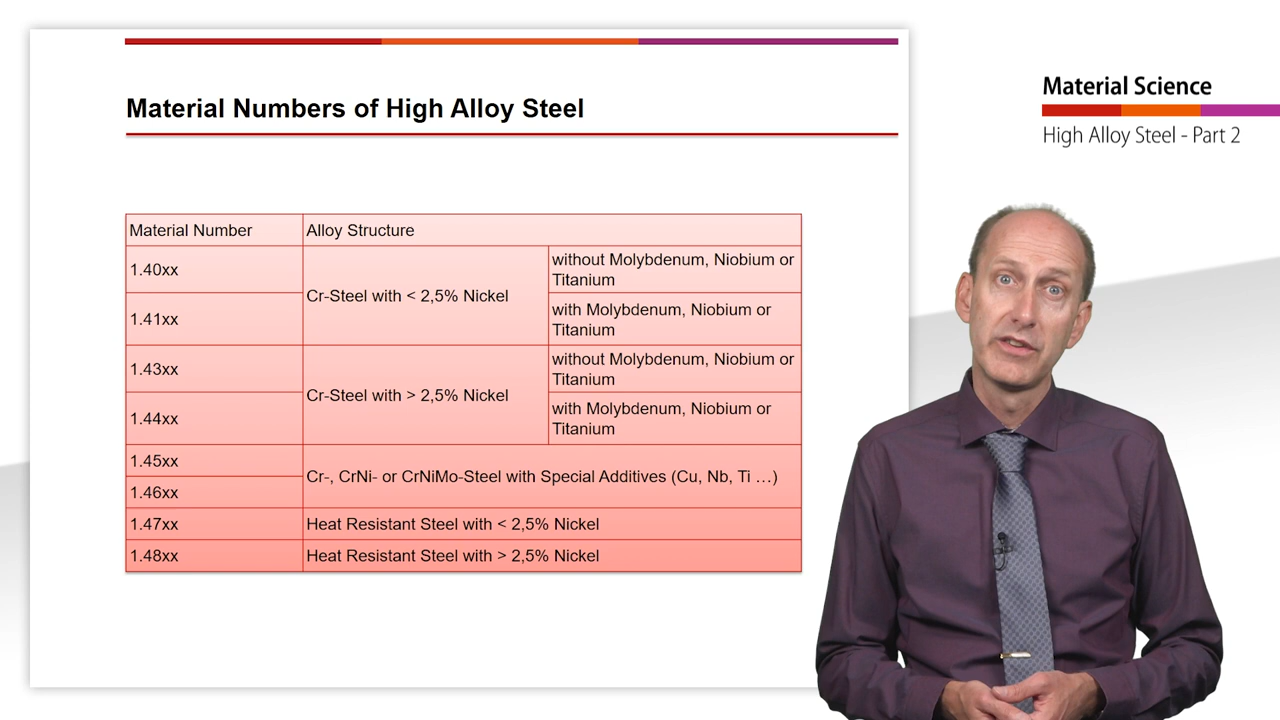 Material Numbers of High Alloy Steel
Material Science
High Alloy Steel - Part 2
Material Number
Alloy Structure
1.40xx
Cr-Steel with < 2,5% Nickel
without Molybdenum, Niobium or
Titanium
1.41xx
with Molybdenum, Niobium or
Titanium
1.43xx
Cr-Steel with > 2,5% Nickel
without Molybdenum, Niobium or
Titanium
1.44xx
with Molybdenum, Niobium or
Titanium
1.45xx
Cr-, CrNi- or CrNiMo-Steel with Special Additives (Cu, Nb, Ti …)
1.46xx
1.47xx
Heat Resistant Steel with < 2,5% Nickel
1.48xx
Heat Resistant Steel with > 2,5% Nickel